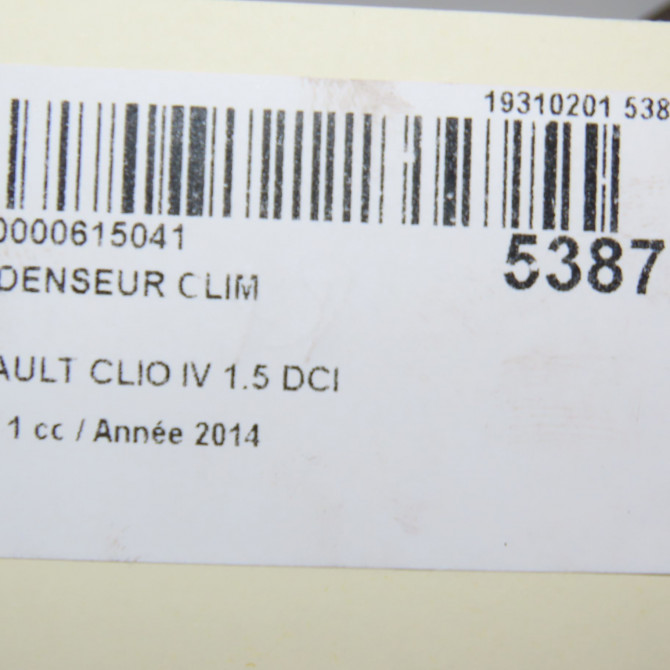 19310201 538
0000615041
5387
DENSEUR CLIM
AULT CLIO IV 1.5 DCI
1 cc / Année 2014